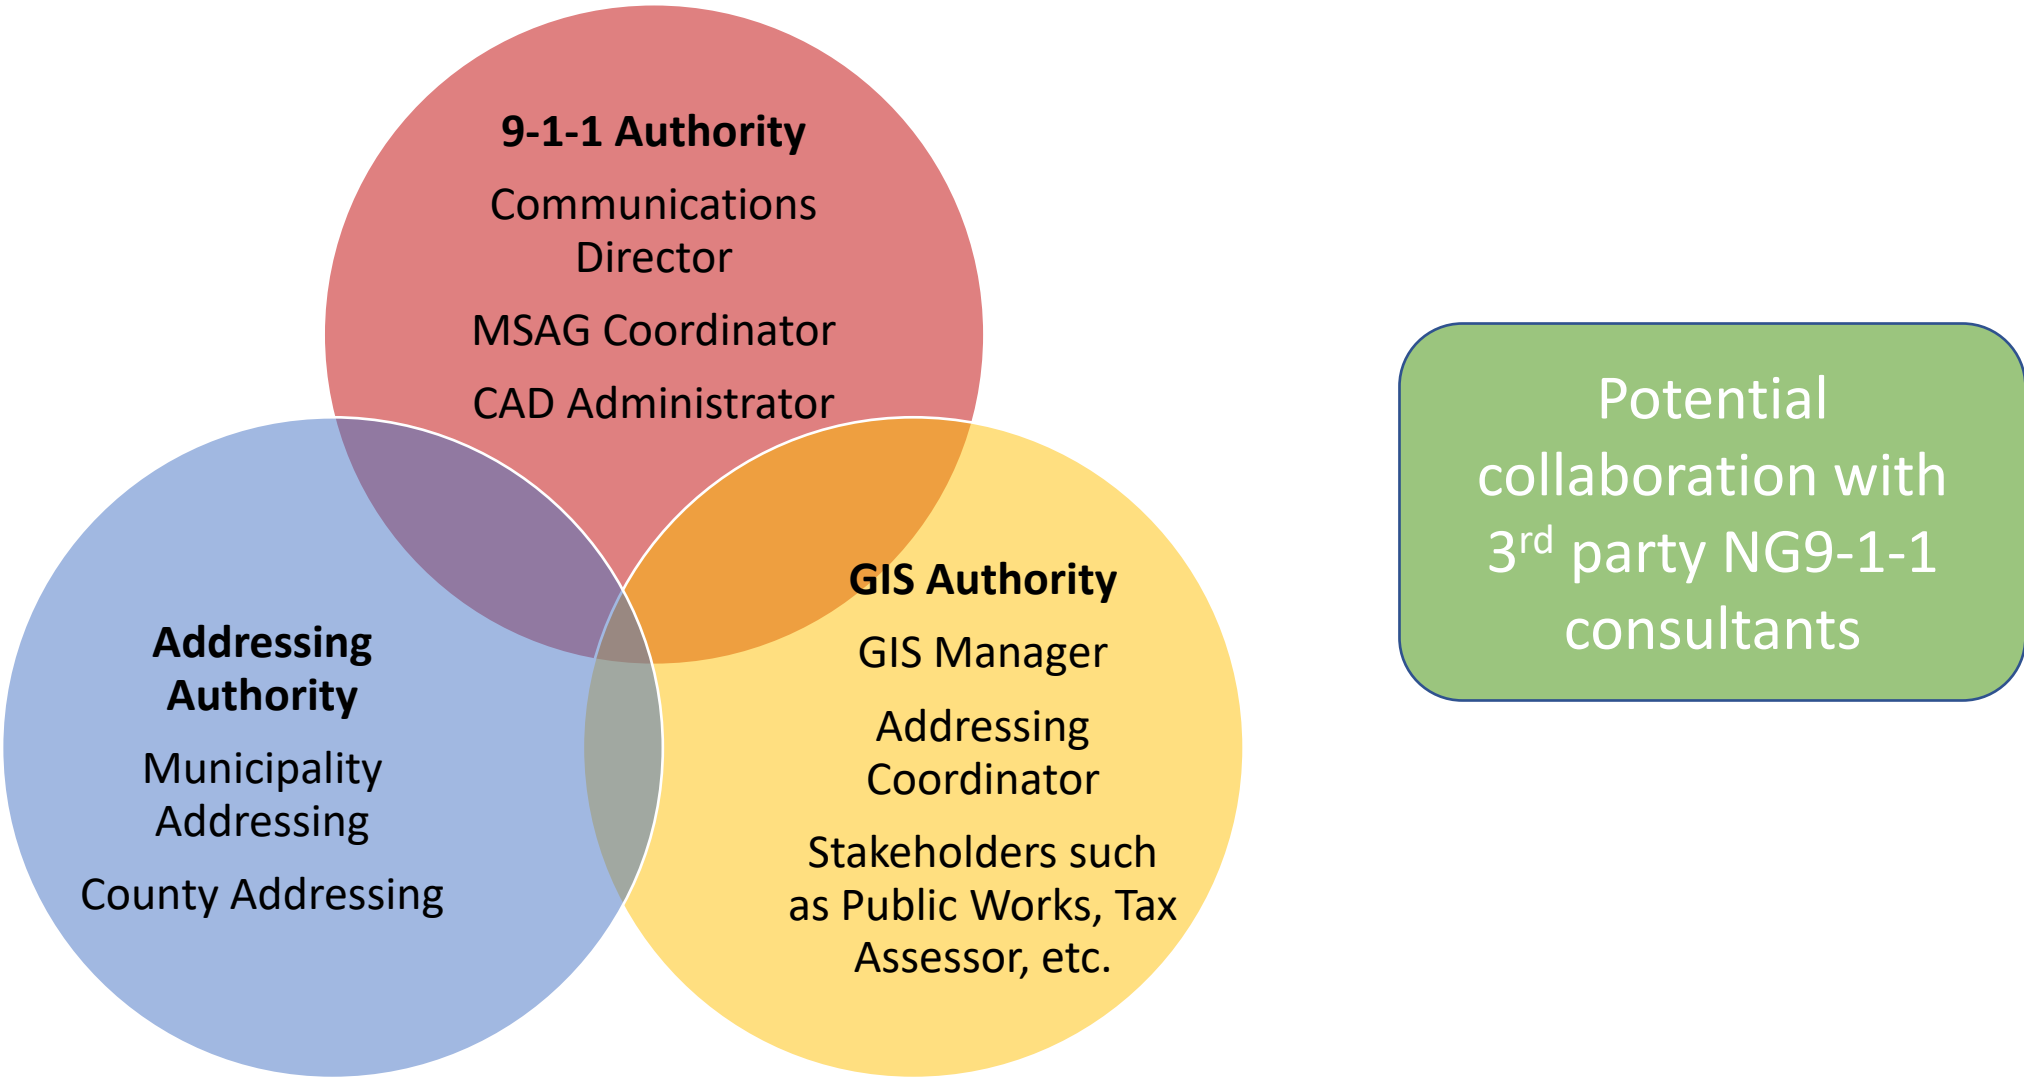 9-1-1 Authority
Communications
Director
MSAG Coordinator
CAD Administrator
Addressing
Authority
Municipality
Addressing
County Addressing
GIS Authority
GIS Manager
Addressing
Coordinator
Stakeholders such
as Public Works, Tax
Assessor, etc.
Potential
collaboration with
3rd party NG9-1-1
consultants